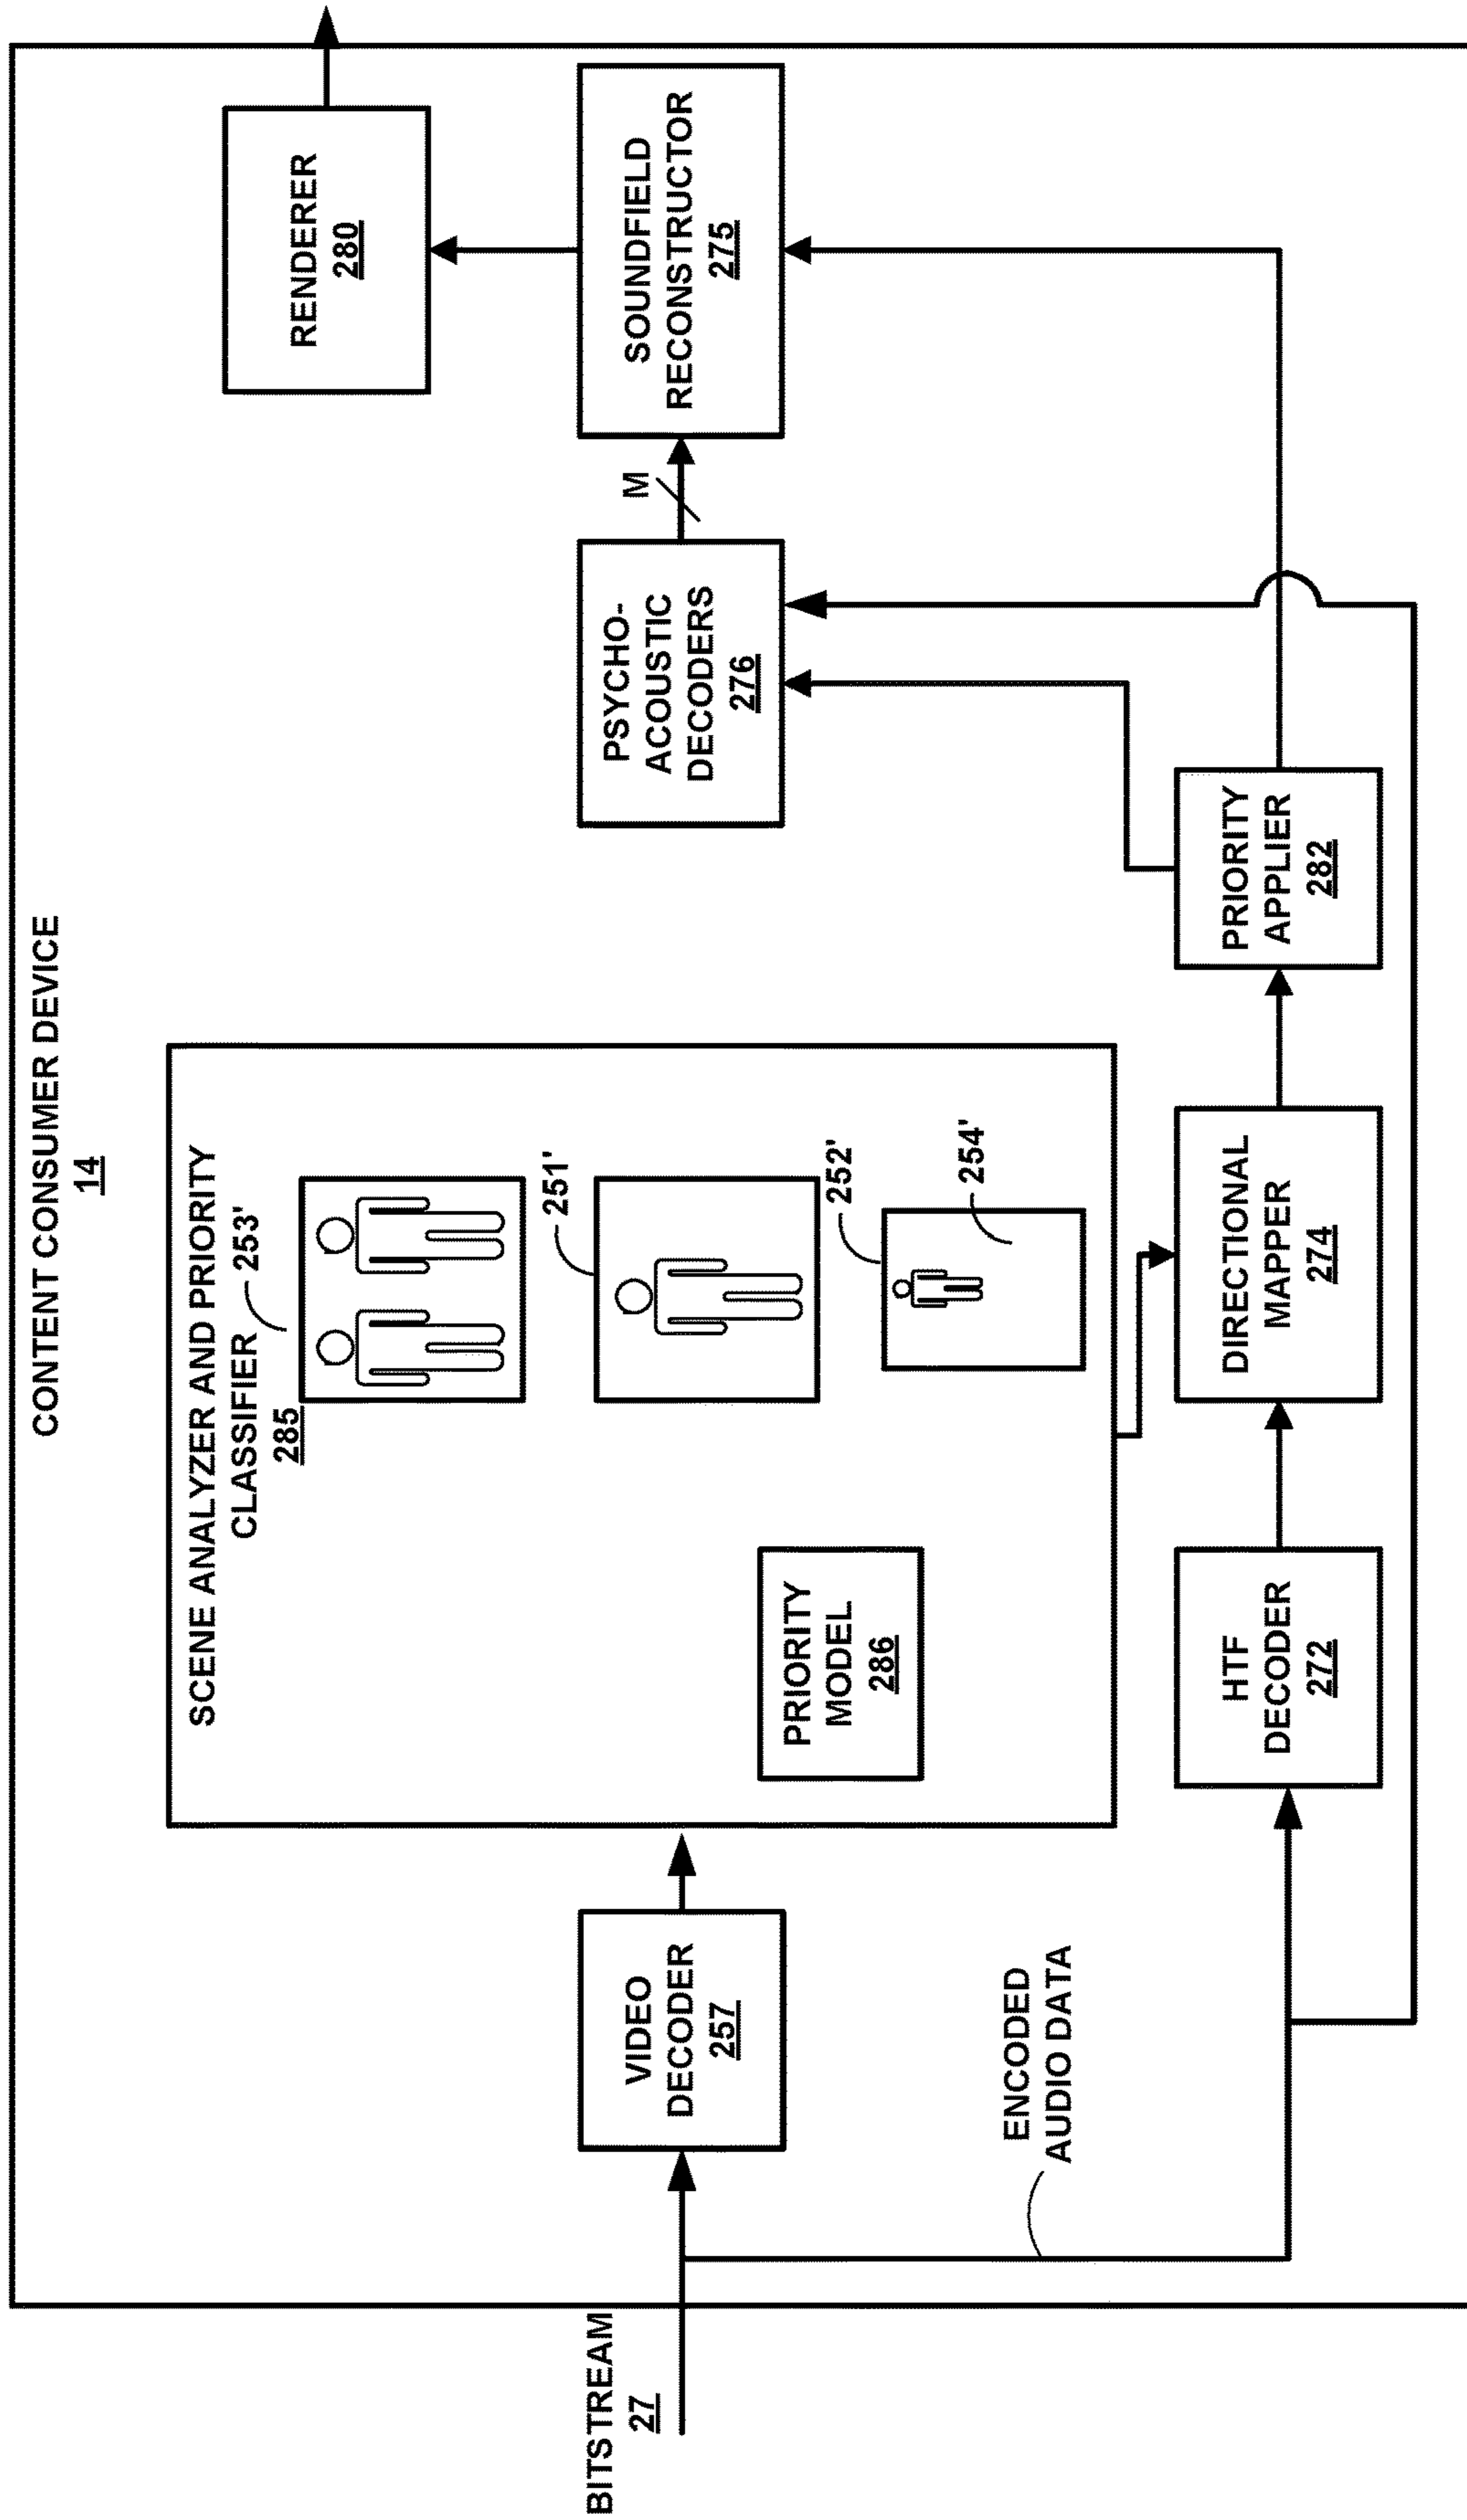 CONTENT CONSUMER DEVICE
14
BITSTREAM
27
VIDEO
DECODER
257
ENCODED
AUDIO DATA
SCENE ANALYZER AND PRIORITY
CLASSIFIER
285
253'
251'
252'
254'
PRIORITY
MODEL
286
HTF
DECODER
272
DIRECTIONAL
MAPPER
274
PRIORITY
APPLIER
282
PSYCHO-
ACOUSTIC
DECODERS
276
M
SOUNDFIELD
RECONSTRUCTOR
275
RENDERER
280